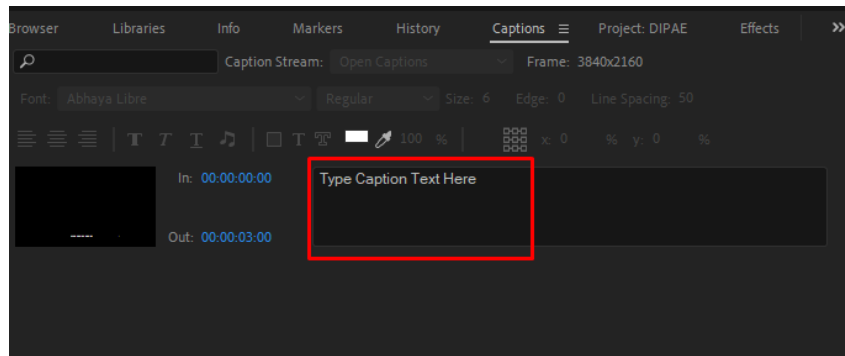 Browser Libraries Info Markers History Captions Project: DIPAE Effects
Caption Stream: Open Captions Frame: 3840x2160
Font: Abhaya Libre Regular Size: 6 Edge: 0 Line Spacing: 50
T T T T T 100 % x: 0 % y: 0 %
In: 00:00:00:00 Type Caption Text Here
Out: 00:00:03:00